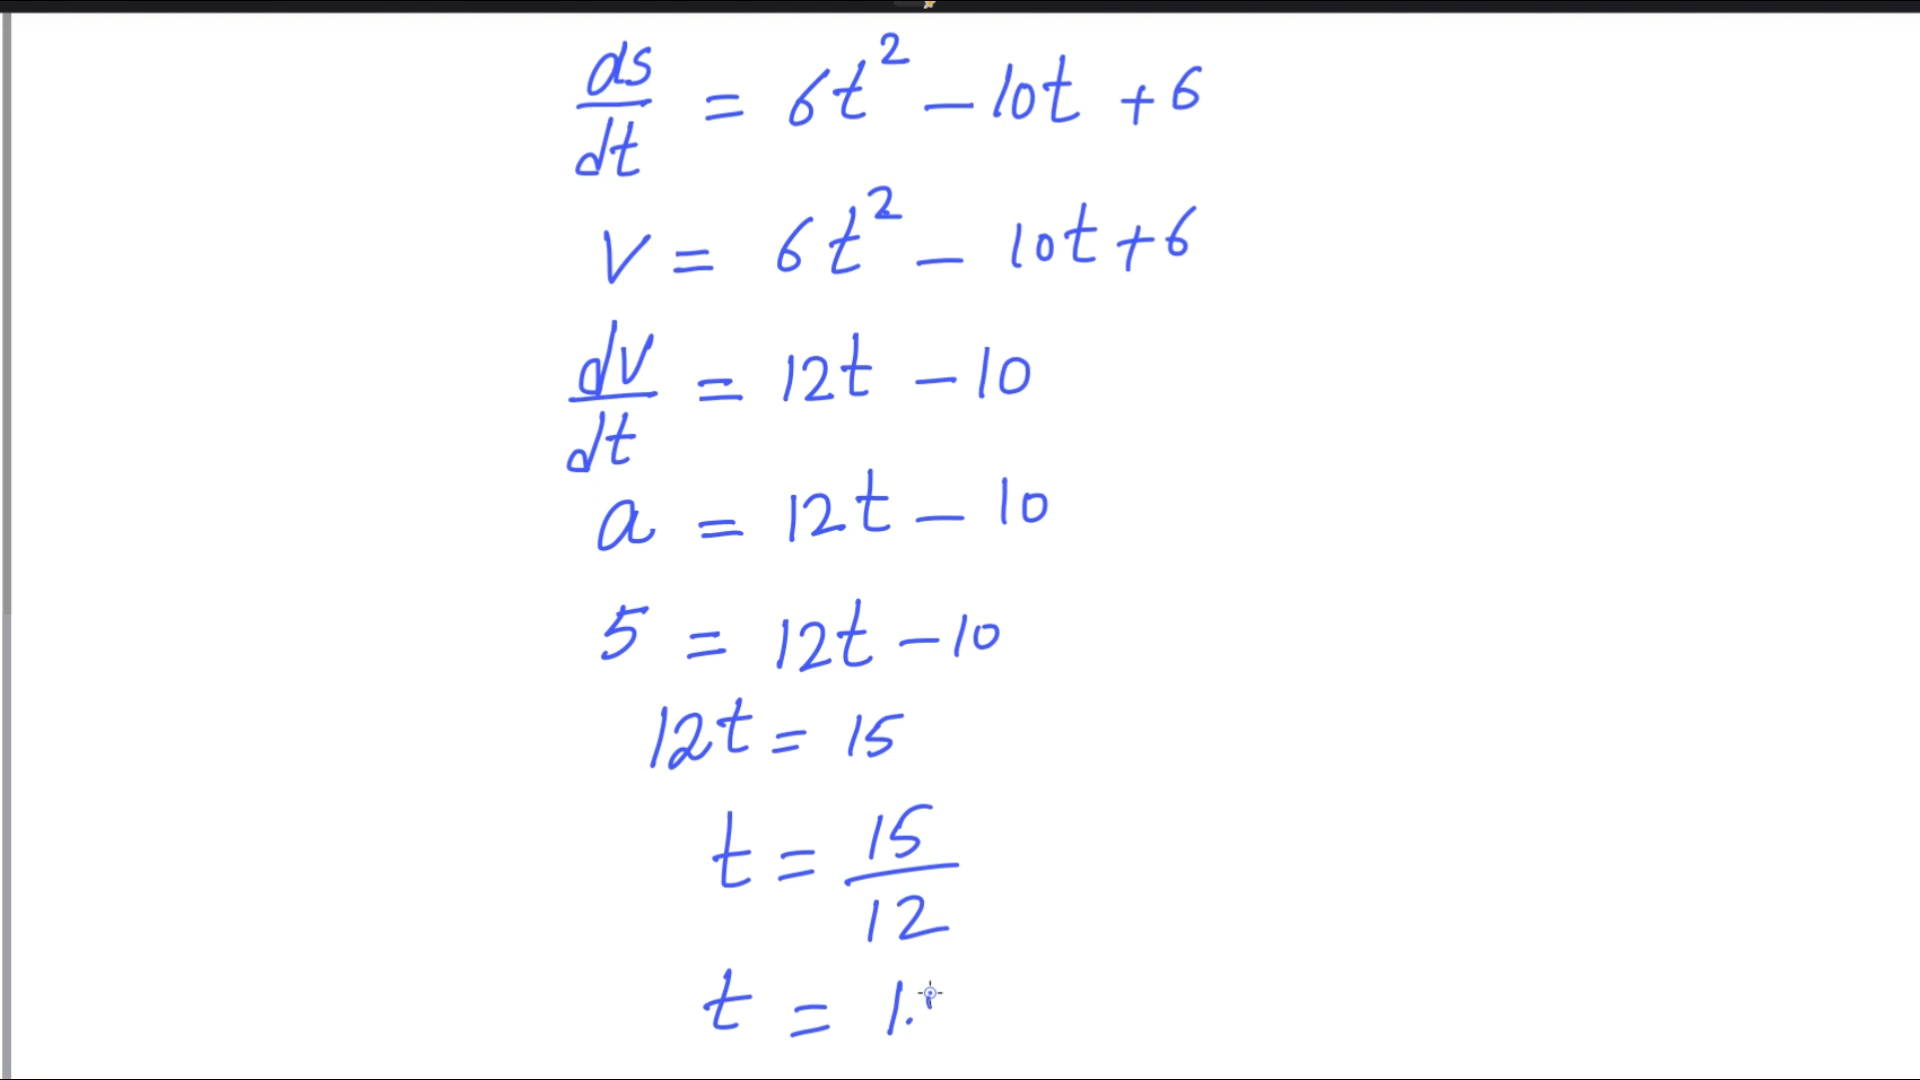 ds/dt = 6t² - 10t + 6
v = 6t² - 10t + 6
dv/dt = 12t - 10
a = 12t - 10
5 = 12t - 10
12t = 15
t = 15/12
t = 1.